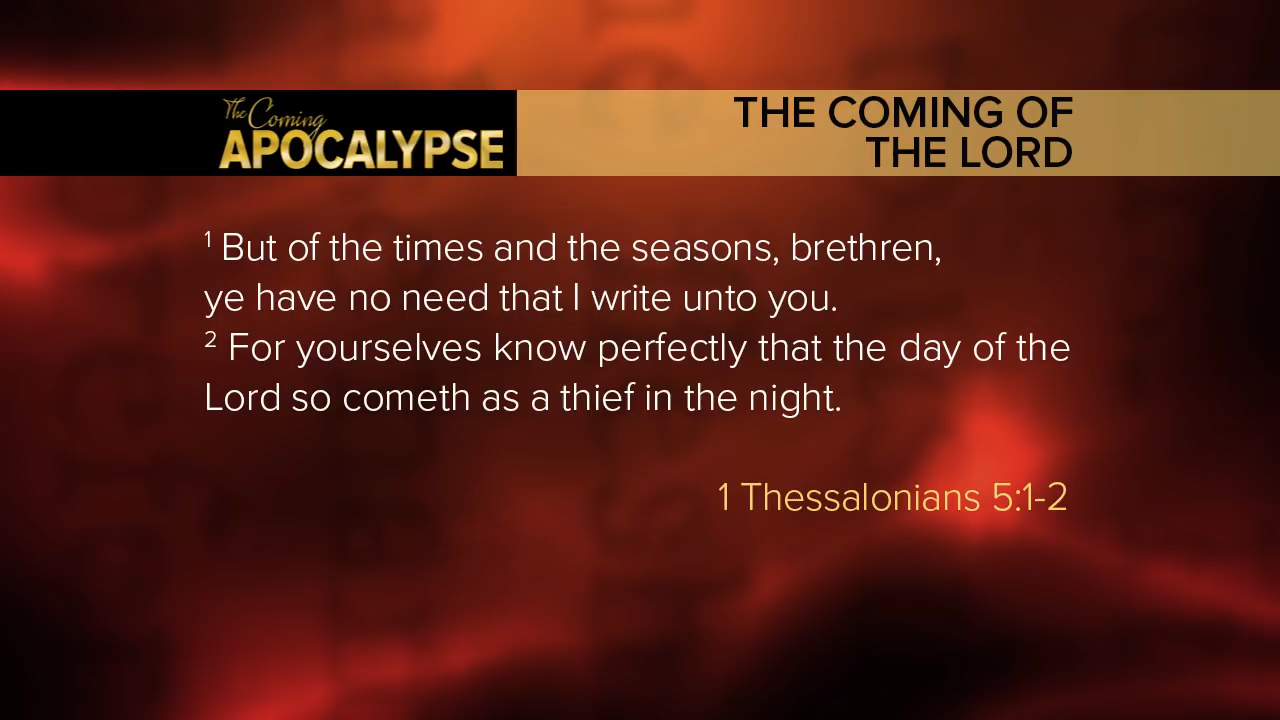 The Coming
APOCALYPSE
THE COMING OF
THE LORD
¹ But of the times and the seasons, brethren,
ye have no need that I write unto you.
² For yourselves know perfectly that the day of the
Lord so cometh as a thief in the night.
1 Thessalonians 5:1-2